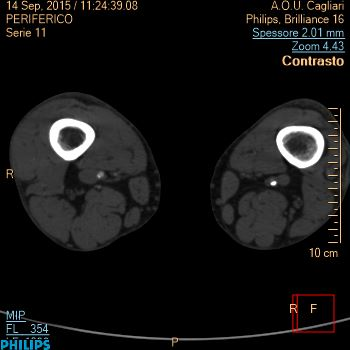 14 Sep, 2015 / 11:24:39.08
PERIFERICO
Serie 11
A.O.U. Cagliari
Philips, Brilliance 16
Spessore 2.01 mm
Zoom 4.43
Contrasto
R
10 cm
R F
MIP
FL 354
P
PHILIPS